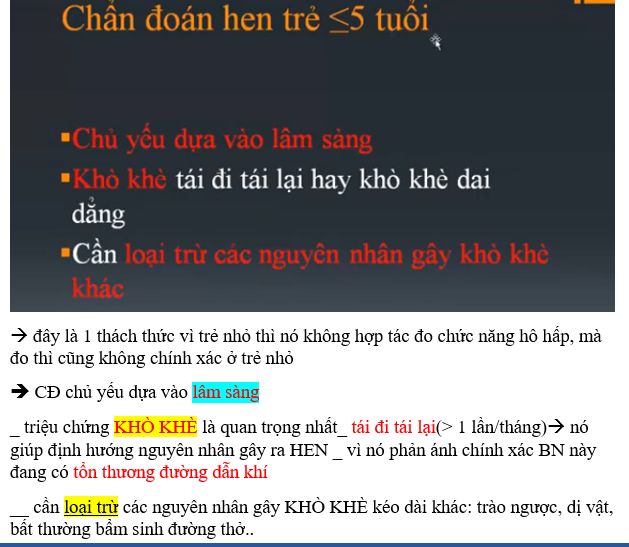 Chẩn đoán hen trẻ ≤5 tuổi
▪Chủ yếu dựa vào lâm sàng
▪Khò khè tái đi tái lại hay khò khè dai
dẳng
▪Cần loại trừ các nguyên nhân gây khò khè
khác
→ đây là 1 thách thức vì trẻ nhỏ thì nó không hợp tác đo chức năng hô hấp, mà
đo thì cũng không chính xác ở trẻ nhỏ
➔ CĐ chủ yếu dựa vào lâm sàng
_ triệu chứng KHÒ KHÈ là quan trọng nhất_ tái đi tái lại(> 1 lần/tháng)→ nó
giúp định hướng nguyên nhân gây ra HEN _ vì nó phản ánh chính xác BN này
đang có tổn thương đường dẫn khí
__ cần loại trừ các nguyên nhân gây KHÒ KHÈ kéo dài khác: trào ngược, dị vật,
bất thường bẩm sinh đường thở..